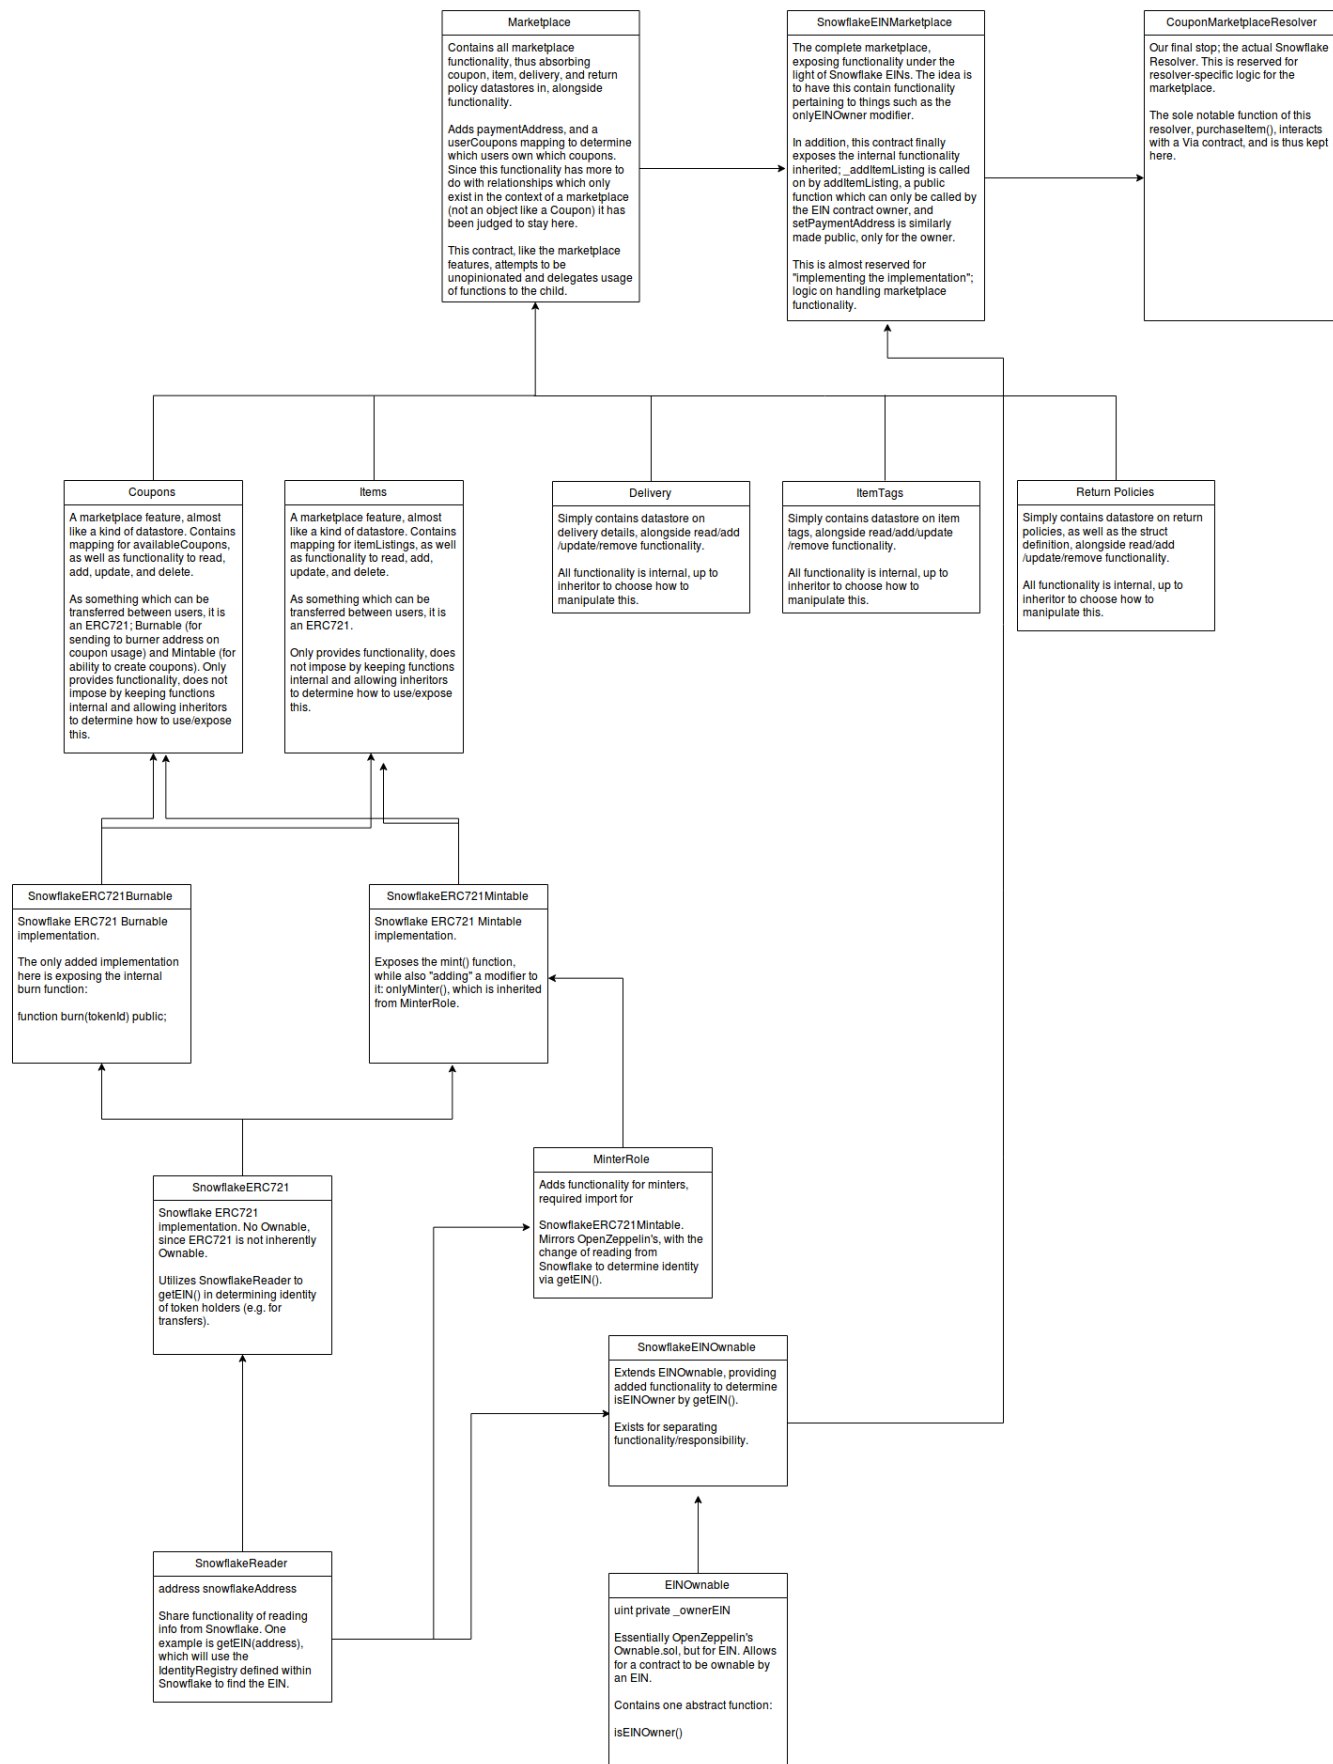 Marketplace
Contains all marketplace
functionality, thus absorbing
coupon, item, delivery, and return
policy datastores in, alongside
functionality.
Adds paymentAddress, and a
userCoupons mapping to determine
which users own which coupons.
Since this functionality has more to
do with relationships which only
exist in the context of a marketplace
(not an object like a Coupon) it has
been judged to stay here.
This contract, like the marketplace
features, attempts to be
unopinionated and delegates usage
of functions to the child.
SnowflakeEINMarketplace
The complete marketplace,
exposing functionality under the
light of Snowflake EINs. The idea is
to have this contain functionality
pertaining to things such as the
onlyEINOwner modifier.
In addition, this contract finally
exposes the internal functionality
inherited; _addItemListing is called
on by addItemListing, a public
function which can only be called by
the EIN contract owner, and
setPaymentAddress is similarly
made public, only for the owner.
This is almost reserved for
"implementing the implementation";
logic on handling marketplace
functionality.
CouponMarketplaceResolver
Our final stop; the actual Snowflake
Resolver. This is reserved for
resolver-specific logic for the
marketplace.
The sole notable function of this
resolver, purchaseItem(), interacts
with a Via contract, and is thus kept
here.
Coupons
A marketplace feature, almost
like a kind of datastore. Contains
mapping for availableCoupons,
as well as functionality to read,
add, update, and delete.
As something which can be
transferred between users, it is
an ERC721; Burnable (for
sending to burner address on
coupon usage) and Mintable (for
ability to create coupons). Only
provides functionality, does not
impose by keeping functions
internal and allowing inheritors
to determine how to use/expose
this.
Items
A marketplace feature, almost
like a kind of datastore. Contains
mapping for itemListings, as well
as functionality to read, add,
update, and delete.
As something which can be
transferred between users, it is
an ERC721.
Only provides functionality, does
not impose by keeping functions
internal and allowing inheritors
to determine how to use/expose
this.
Delivery
Simply contains datastore on
delivery details, alongside read/add
/update/remove functionality.
All functionality is internal, up to
inheritor to choose how to
manipulate this.
ItemTags
Simply contains datastore on item
tags, alongside read/add/update
/remove functionality.
All functionality is internal, up to
inheritor to choose how to
manipulate this.
Return Policies
Simply contains datastore on return
policies, as well as the struct
definition, alongside read/add
/update/remove functionality.
All functionality is internal, up to
inheritor to choose how to
manipulate this.
SnowflakeERC721Burnable
Snowflake ERC721 Burnable
implementation.
The only added implementation
here is exposing the internal
burn function:
function burn(tokenId) public;
SnowflakeERC721Mintable
Snowflake ERC721 Mintable
implementation.
Exposes the mint() function,
while also "adding" a modifier to
it: onlyMinter(), which is inherited
from MinterRole.
SnowflakeERC721
Snowflake ERC721
implementation. No Ownable,
since ERC721 is not inherently
Ownable.
Utilizes SnowflakeReader to
getEIN() in determining identity
of token holders (e.g. for
transfers).
MinterRole
Adds functionality for minters,
required import for
SnowflakeERC721Mintable.
Mirrors OpenZeppelin's, with the
change of reading from
Snowflake to determine identity
via getEIN().
SnowflakeEINOwnable
Extends EINOwnable, providing
added functionality to determine
isEINOwner by getEIN().
Exists for separating
functionality/responsibility.
SnowflakeReader
address snowflakeAddress
Share functionality of reading
info from Snowflake. One
example is getEIN(address),
which will use the
IdentityRegistry defined within
Snowflake to find the EIN.
EINOwnable
uint private _ownerEIN
Essentially OpenZeppelin's
Ownable.sol, but for EIN. Allows
for a contract to be ownable by
an EIN.
Contains one abstract function:
isEINOwner()